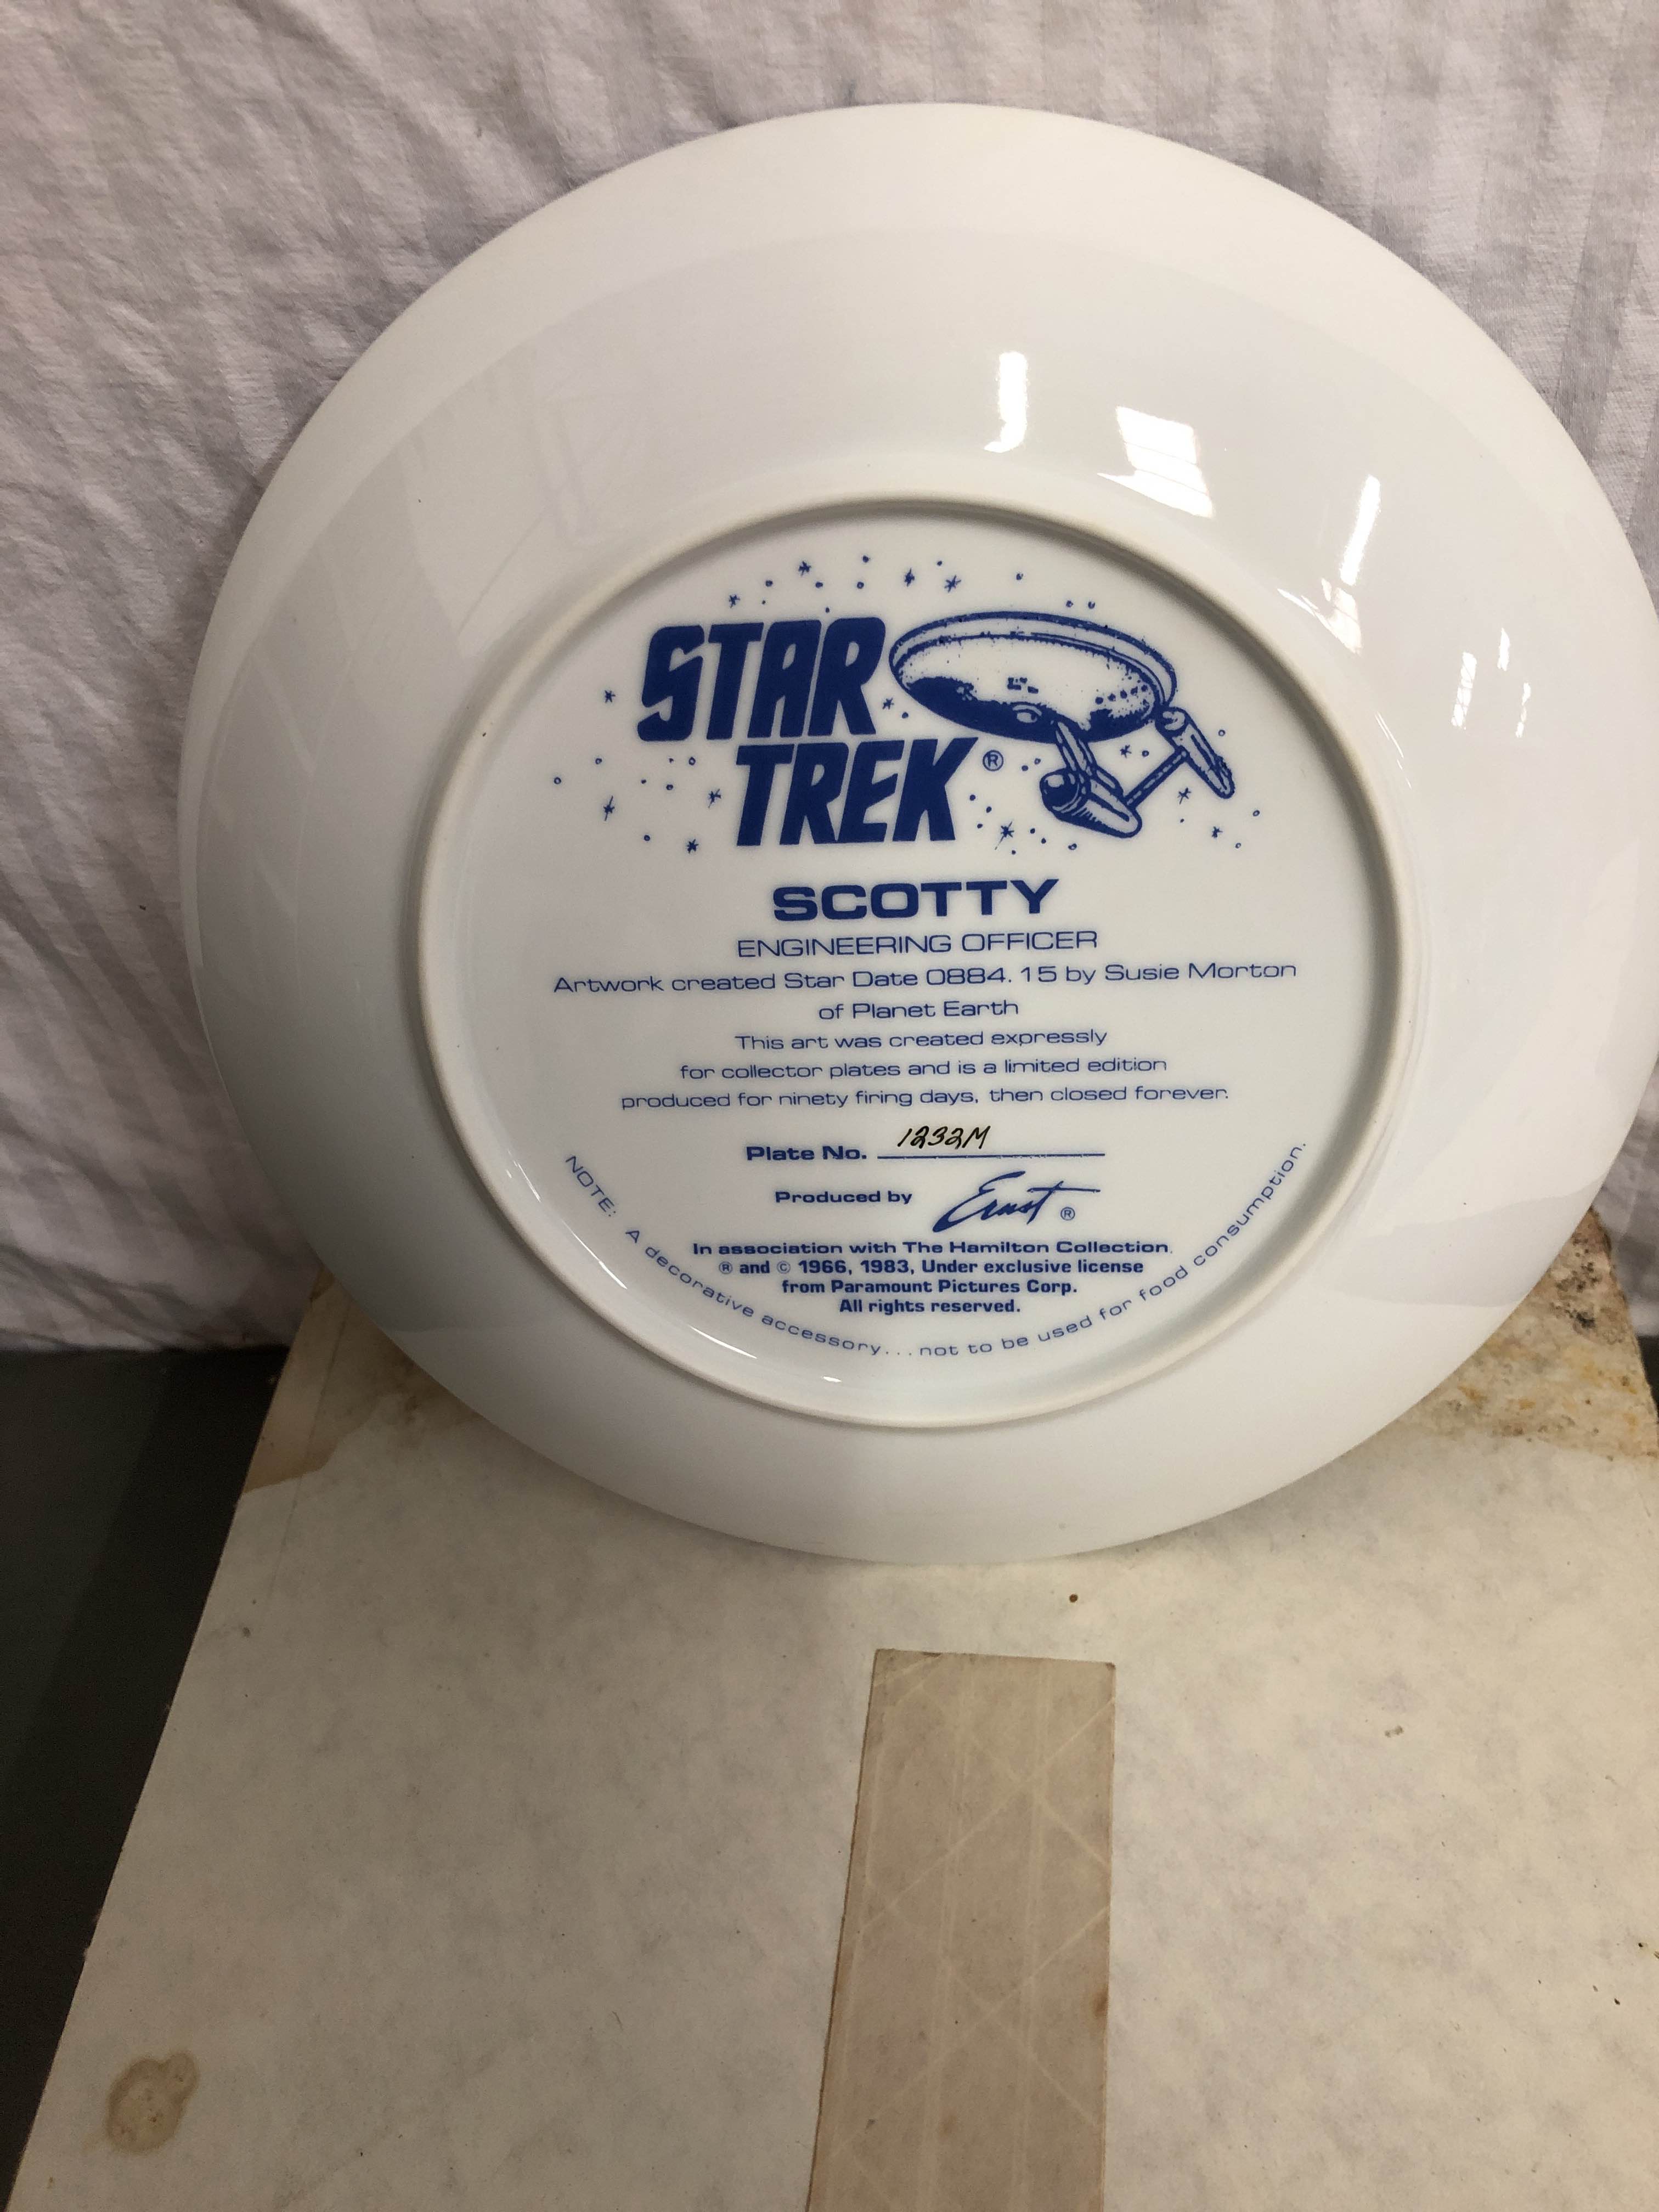 STAR
TREK®
SCOTTY
ENGINEERING OFFICER
Artwork created Star Date 0884.15 by Susie Morton
of Planet Earth
This art was created expressly
for collector plates and is a limited edition
produced for ninety firing days, then closed forever.
Plate No. 1232M
Produced by Ernst ®
In association with The Hamilton Collection.
® and © 1966, 1983, Under exclusive license
from Paramount Pictures Corp.
All rights reserved.
NOTE: A decorative accessory...not to be used for food consumption.